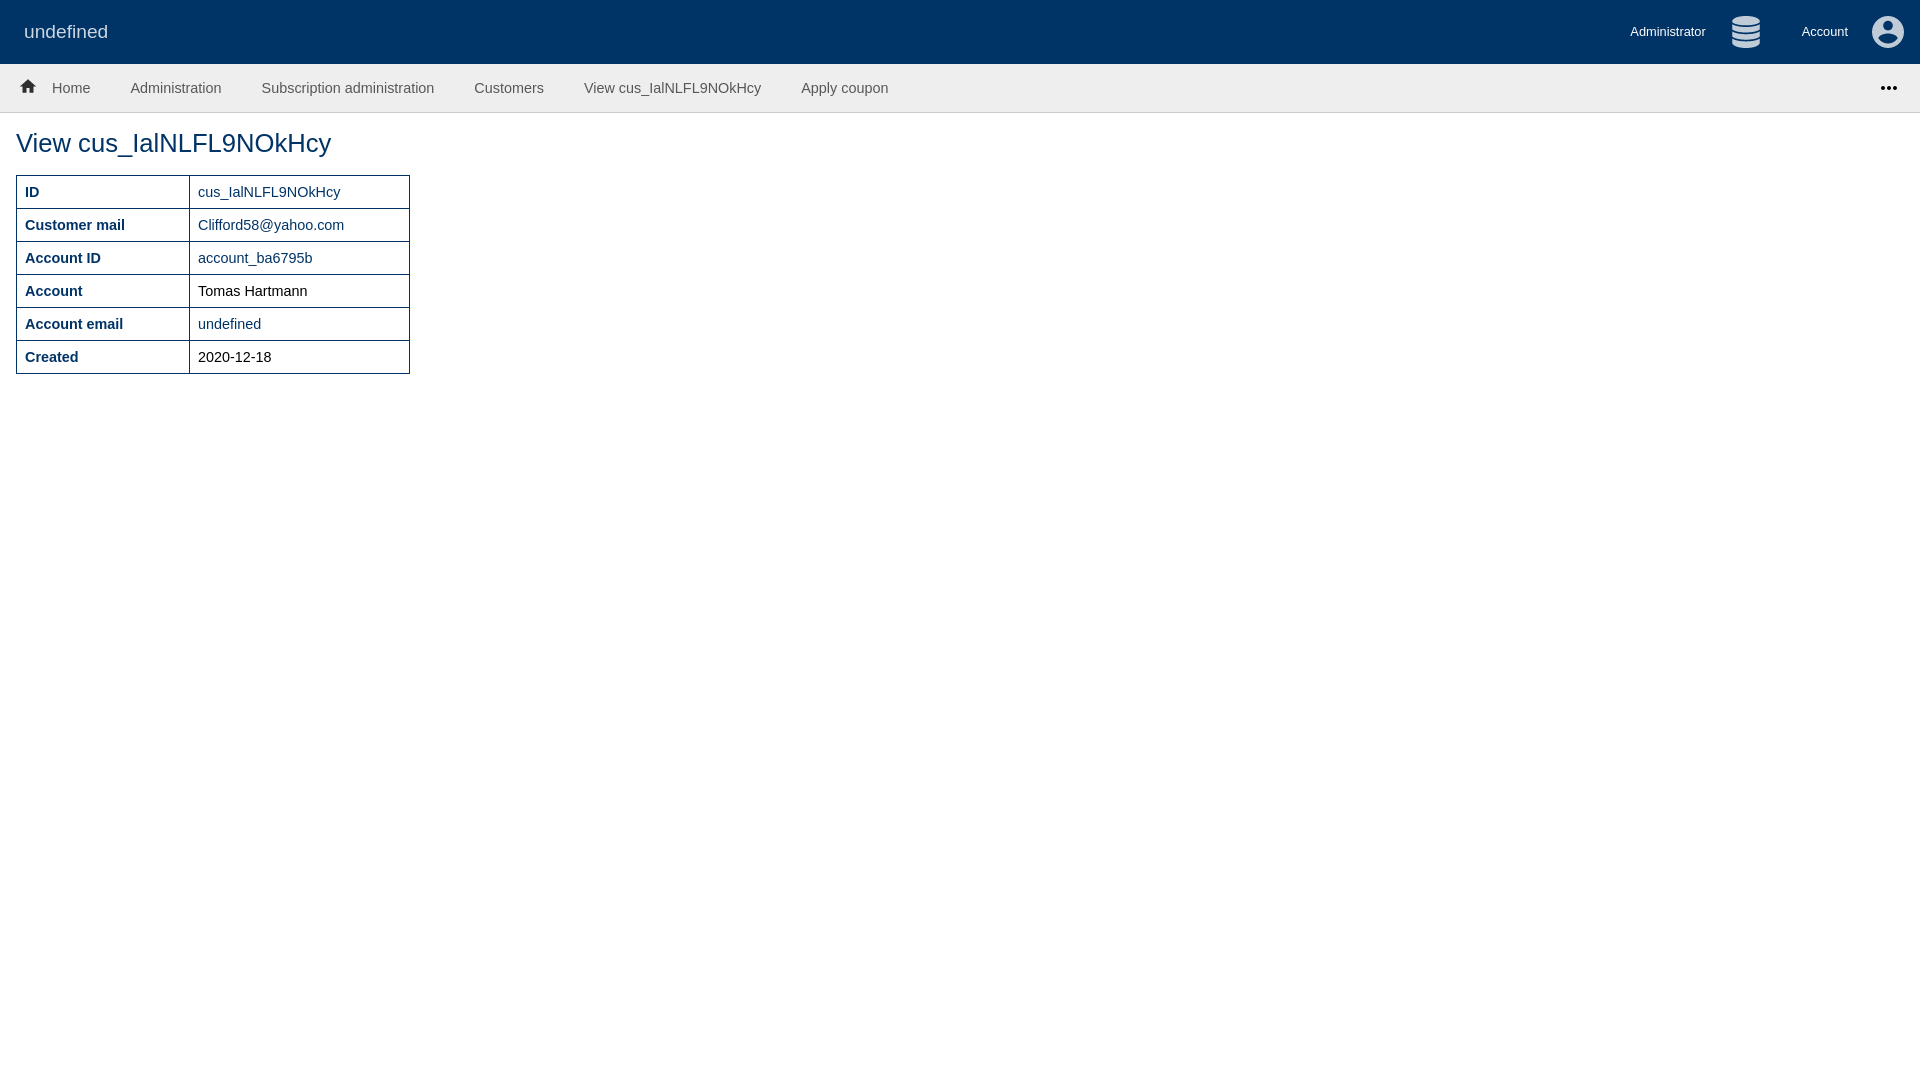 undefined
Administrator
Account
Home
Administration
Subscription administration
Customers
View cus_IalNLFL9NOkHcy
Apply coupon
View cus_IalNLFL9NOkHcy
ID cus_IalNLFL9NOkHcy
Customer mail Clifford58@yahoo.com
Account ID account_ba6795b
Account Tomas Hartmann
Account email undefined
Created 2020-12-18